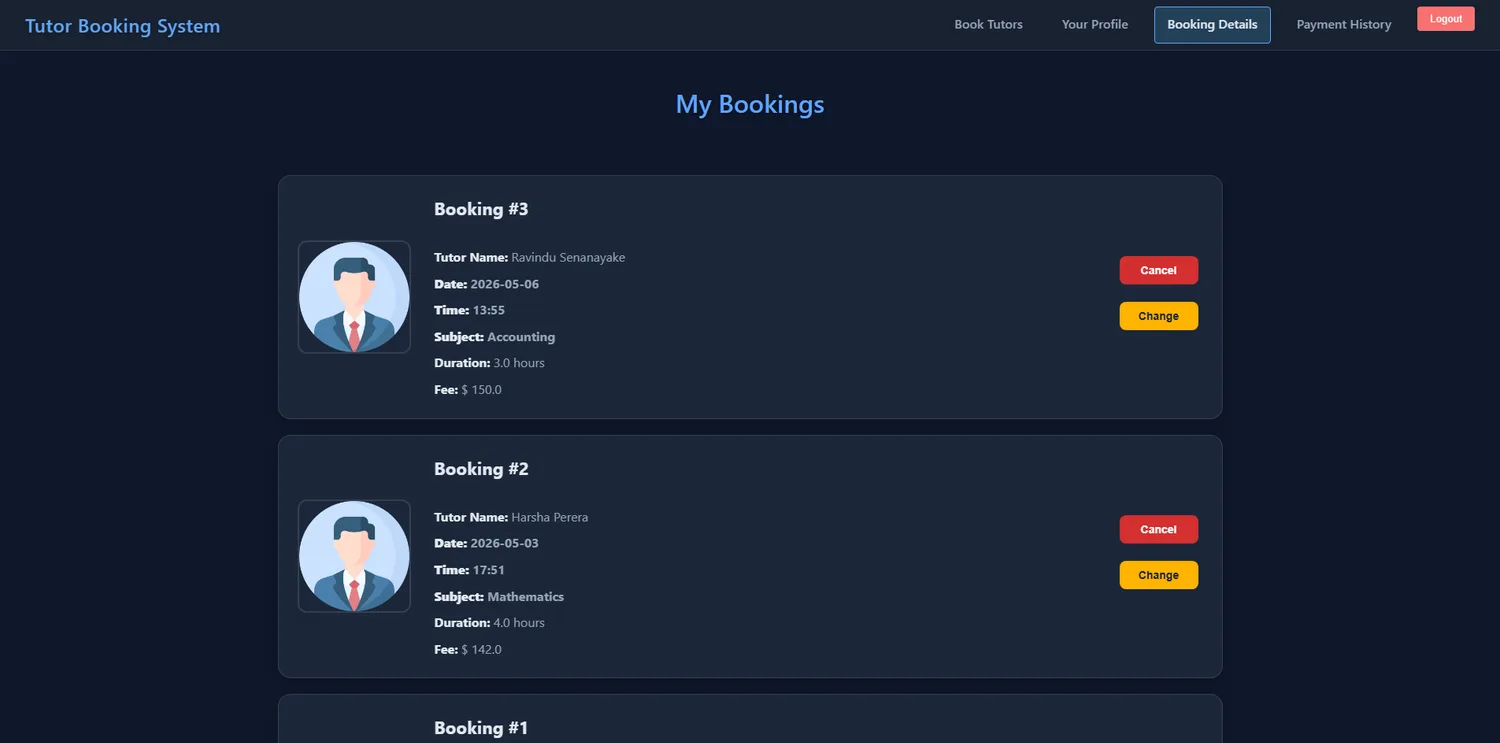 Tutor Booking System
Book Tutors
Your Profile
Booking Details
Payment History
Logout
My Bookings
Booking #3
Tutor Name: Ravindu Senanayake
Date: 2026-05-06
Time: 13:55
Subject: Accounting
Duration: 3.0 hours
Fee: $ 150.0
Cancel
Change
Booking #2
Tutor Name: Harsha Perera
Date: 2026-05-03
Time: 17:51
Subject: Mathematics
Duration: 4.0 hours
Fee: $ 142.0
Cancel
Change
Booking #1